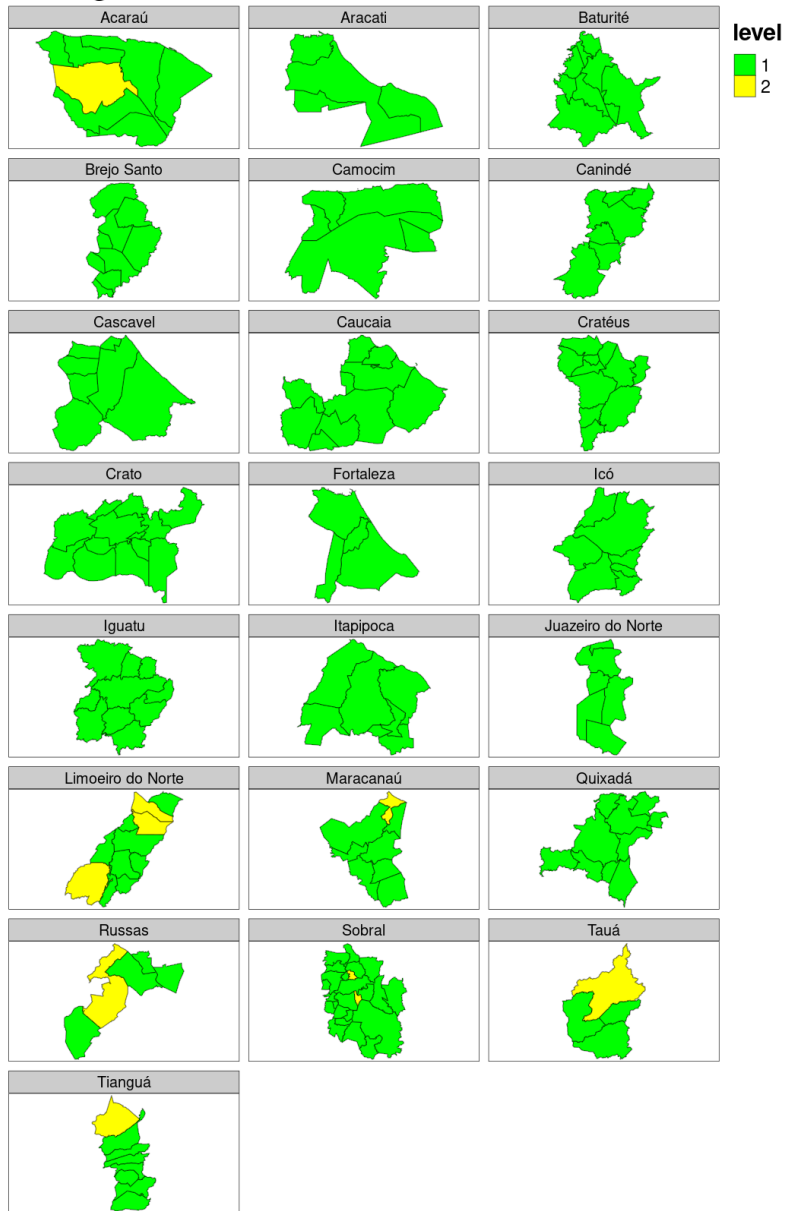 Acaraú
Aracati
Baturité
level
1
2
Brejo Santo
Camocim
Canindé
Cascavel
Caucaia
Cratéus
Crato
Fortaleza
Icó
Iguatu
Itapipoca
Juazeiro do Norte
Limoeiro do Norte
Maracanaú
Quixadá
Russas
Sobral
Tauá
Tianguá